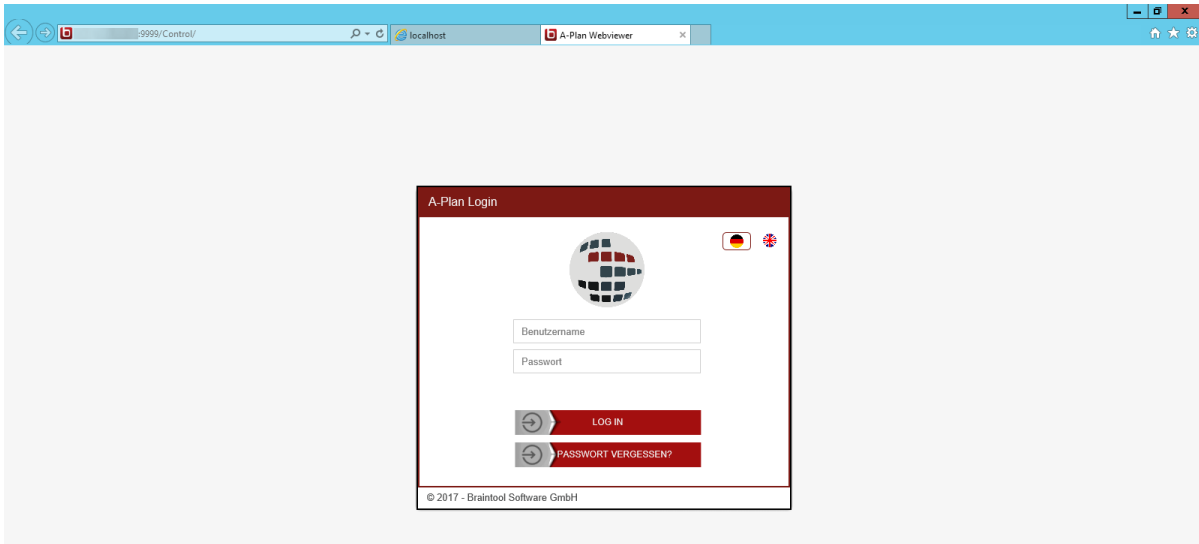 :9999/Control/
localhost
A-Plan Webviewer
A-Plan Login
Benutzername
Passwort
LOG IN
PASSWORT VERGESSEN?
© 2017 - Braintool Software GmbH